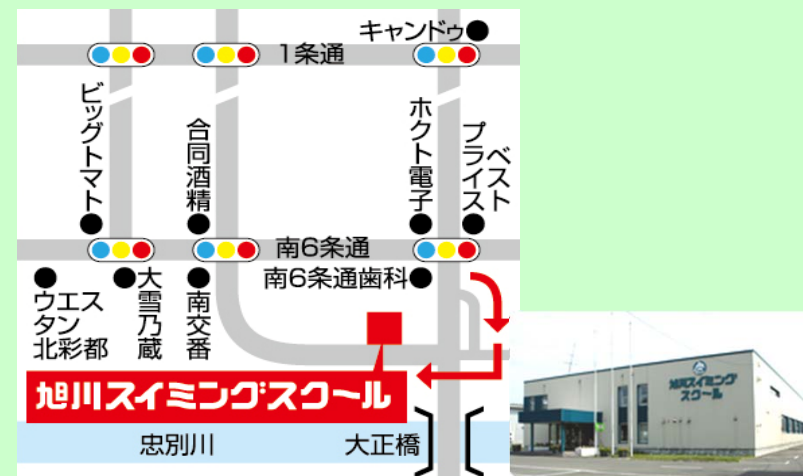 キャンドゥ
1条通
ビッグトマト
合同酒精
ホクト電子
ベスト
プライス
南6条通
南6条通歯科
ウエス
タン
北彩都
大雪乃蔵
南交番
旭川スイミングスクール
旭川スイミング
スクール
忠別川
大正橋